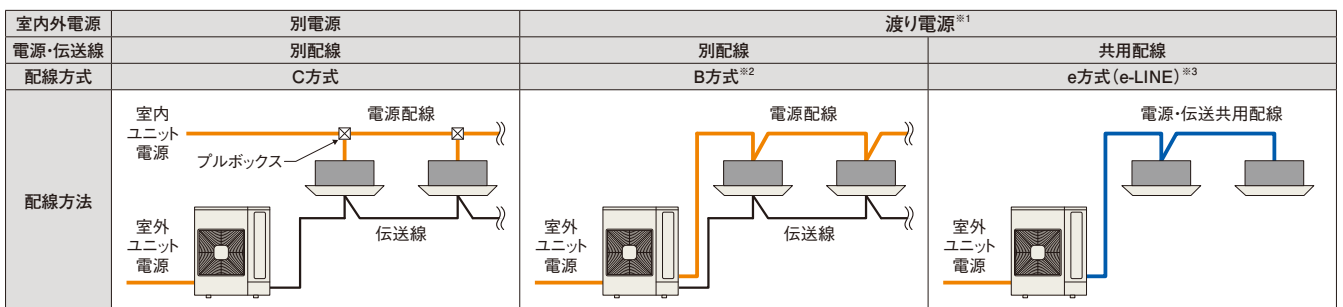 室内外電源 別電源 渡り電源※1
電源・伝送線 別配線 別配線 共用配線
配線方式 C方式 B方式※2 e方式(e-LINE)※3
配線方法
室内
ユニット
電源
電源配線
プルボックス
室外
ユニット
電源
伝送線
電源配線
室外
ユニット
電源
伝送線
電源・伝送共用配線
室外
ユニット
電源